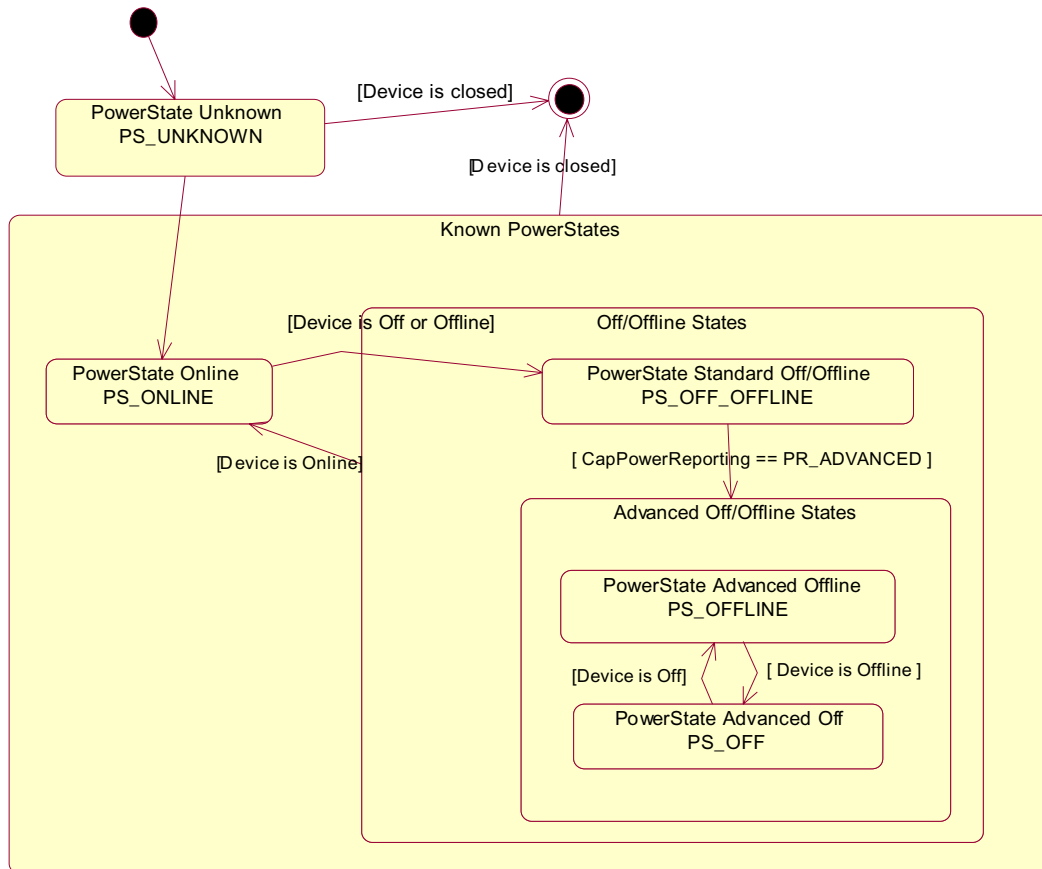 [Device is closed]
PowerState Unknown
PS_UNKNOWN
[Device is closed]
Known PowerStates
[Device is Off or Offline]
Off/Offline States
PowerState Online
PS_ONLINE
PowerState Standard Off/Offline
PS_OFF_OFFLINE
[Device is Online]
[ CapPowerReporting == PR_ADVANCED ]
Advanced Off/Offline States
PowerState Advanced Offline
PS_OFFLINE
[Device is Off]
[ Device is Offline ]
PowerState Advanced Off
PS_OFF